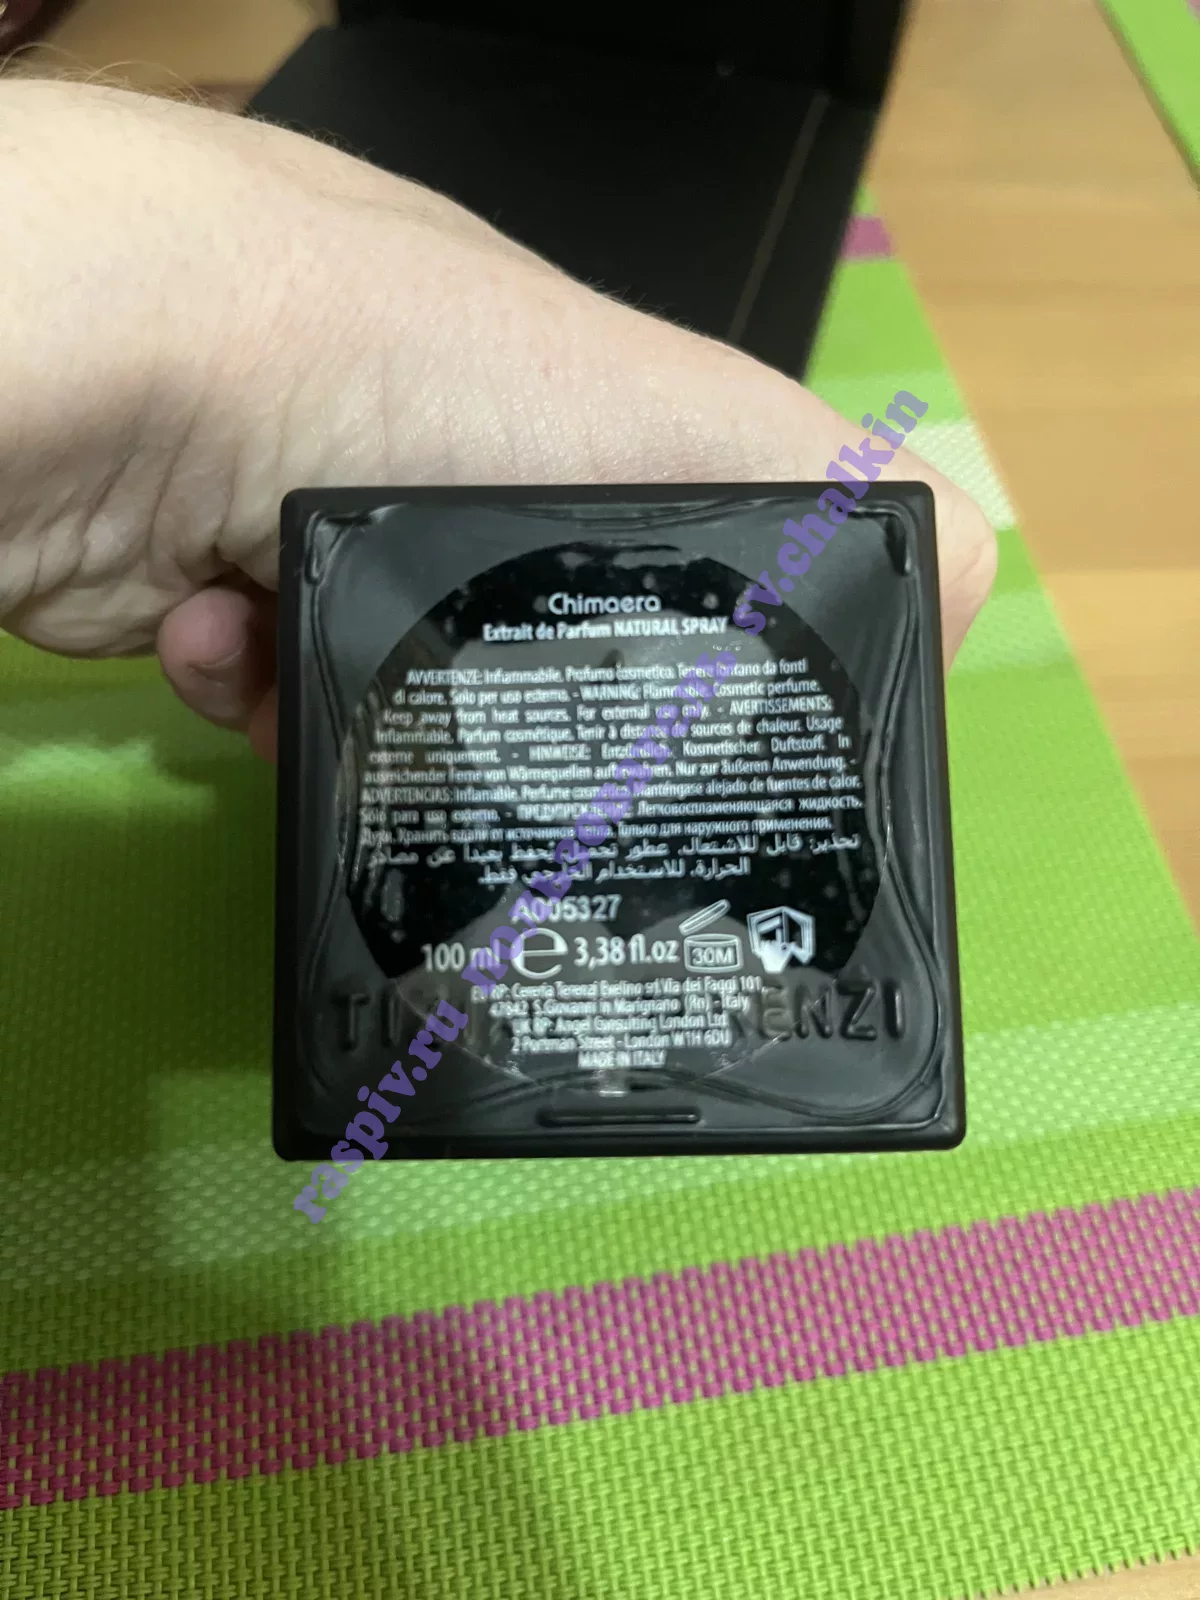 Chimaera
Extrait de Parfum NATURAL SPRAY
AVVERTENZE: Infiammabile. Profumo cosmetico. Tenere lontano da fonti
di calore. Solo per uso esterno. - WARNING: Flammable. Cosmetic perfume.
Keep away from heat sources. For external use only. - AVERTISSEMENTS:
Inflammable. Parfum cosmétique. Tenir à distance de sources de chaleur. Usage
externe uniquement. - HINWEISE: Kosmetischer Duftstoff. In
ausreichender Ferne von Wärmequellen aufbewahren. Nur zur äußeren Anwendung. -
ADVERTENCIAS: Inflamable. Perfume cosmético. Manténgase alejado de fuentes de calor.
Sólo para uso externo. - ПРЕДУПРЕЖДЕНИЕ: Легковоспламеняющаяся жидкость.
Духи. Хранить вдали от источников тепла. Только для наружного применения.
تحذير: قابل للاشتعال. عطور تجميل. يُحفظ بعيداً عن مصادر
الحرارة. للاستخدام الخارجي فقط.
A005327
100 ml e 3,38 fl.oz 30M
EU RP: Cereria Terenzi Evelino srl Via dei Faggi 101,
47842 S.Giovanni in Marignano (Rn) - Italy
UK RP: Angel Consulting London Ltd
2 Portman Street - London W1H 6DU
MADE IN ITALY
raspiv.ru sv.chalkin